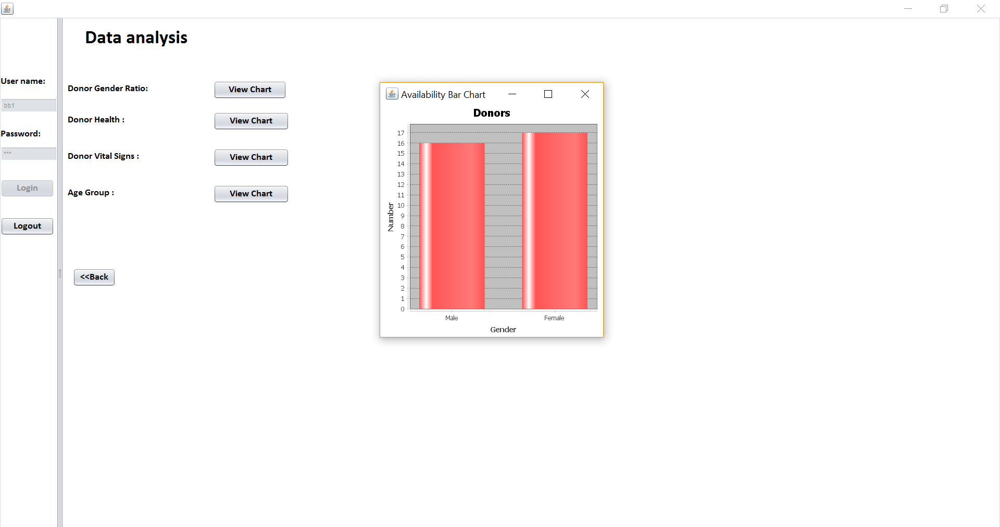 Data analysis
User name:
bb1
Password:
***
Login
Logout
Donor Gender Ratio:
View Chart
Donor Health :
View Chart
Donor Vital Signs :
View Chart
Age Group :
View Chart
<<Back
Availability Bar Chart
Donors
Number
17
16
15
14
13
12
11
10
9
8
7
6
5
4
3
2
1
0
Male Female
Gender